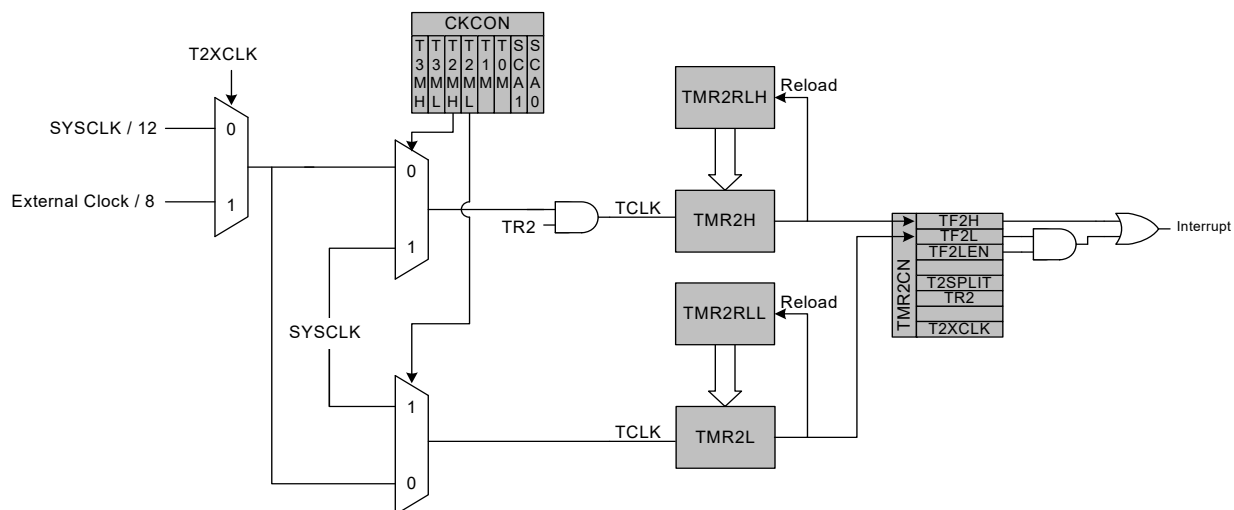 CKCON
T3MH
T3ML
T2MH
T2ML
T1M
T0M
SCA1
SCA0
T2XCLK
SYSCLK / 12
0
External Clock / 8
1
0
1
TR2
TCLK
TMR2RLH
Reload
TMR2H
TMR2CN
TF2H
TF2L
TF2LEN
T2SPLIT
TR2
T2XCLK
Interrupt
SYSCLK
1
0
TCLK
TMR2RLL
Reload
TMR2L